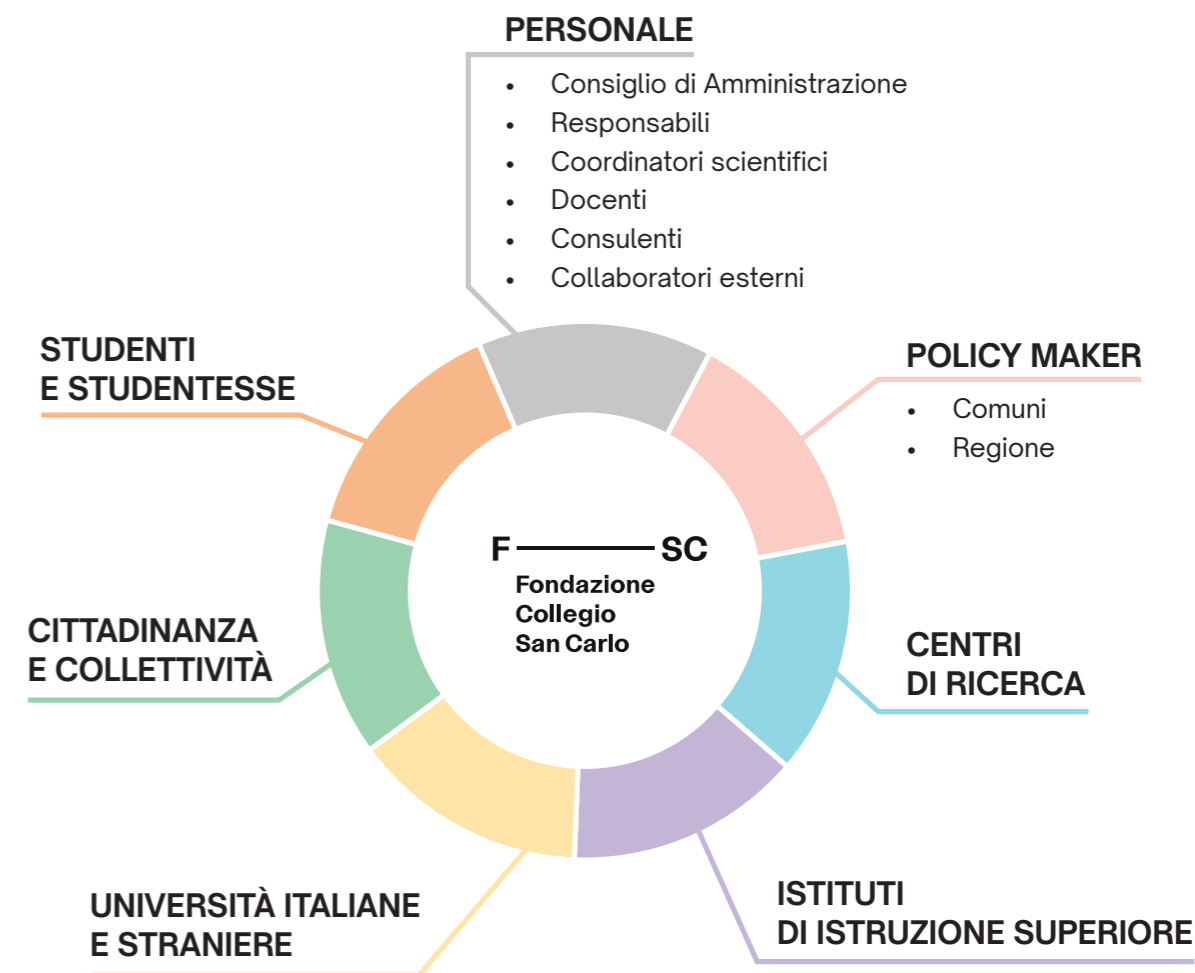 PERSONALE
• Consiglio di Amministrazione
• Responsabili
• Coordinatori scientifici
• Docenti
• Consulenti
• Collaboratori esterni
STUDENTI
E STUDENTESSE
POLICY MAKER
• Comuni
• Regione
F SC
Fondazione
Collegio
San Carlo
CITTADINANZA
E COLLETTIVITÀ
CENTRI
DI RICERCA
UNIVERSITÀ ITALIANE
E STRANIERE
ISTITUTI
DI ISTRUZIONE SUPERIORE